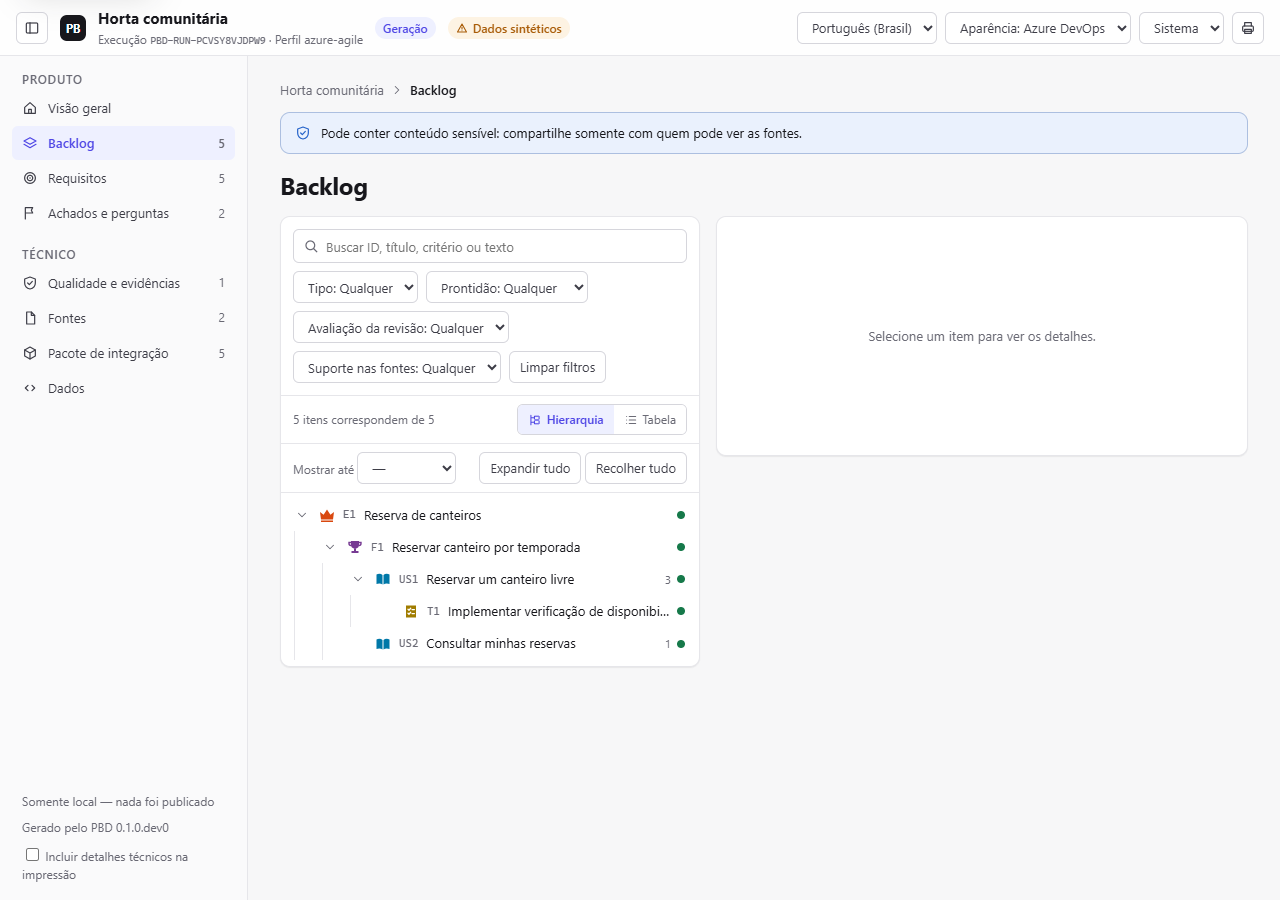 PB
Horta comunitária
Execução PBD-RUN-PCVSY8VJDPW9 · Perfil azure-agile
Geração
Dados sintéticos
Português (Brasil)
Aparência: Azure DevOps
Sistema
PRODUTO
Visão geral
Backlog 5
Requisitos 5
Achados e perguntas 2
TÉCNICO
Qualidade e evidências 1
Fontes 2
Pacote de integração 5
Dados
Somente local — nada foi publicado
Gerado pelo PBD 0.1.0.dev0
Incluir detalhes técnicos na
impressão
Horta comunitária > Backlog
Pode conter conteúdo sensível: compartilhe somente com quem pode ver as fontes.
Backlog
Buscar ID, título, critério ou texto
Tipo: Qualquer
Prontidão: Qualquer
Avaliação da revisão: Qualquer
Suporte nas fontes: Qualquer
Limpar filtros
5 itens correspondem de 5
Hierarquia
Tabela
Mostrar até —
Expandir tudo
Recolher tudo
E1 Reserva de canteiros
F1 Reservar canteiro por temporada
US1 Reservar um canteiro livre 3
T1 Implementar verificação de disponibi...
US2 Consultar minhas reservas 1
Selecione um item para ver os detalhes.